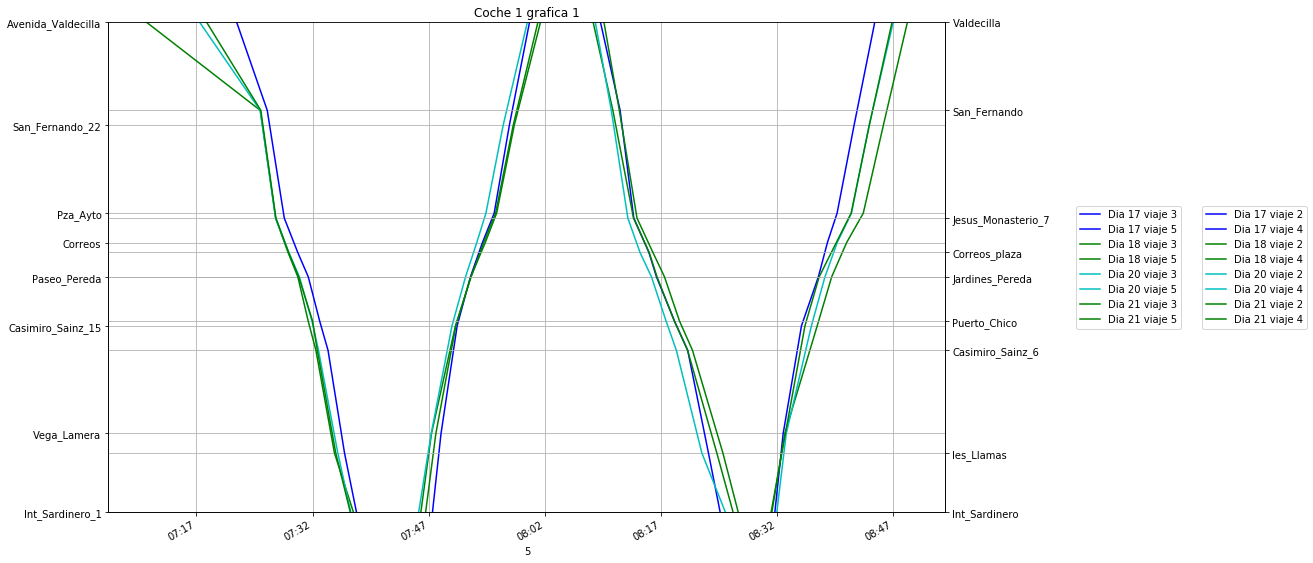 Coche 1 grafica 1
Avenida_Valdecilla
San_Fernando_22
Pza_Ayto
Correos
Paseo_Pereda
Casimiro_Sainz_15
Vega_Lamera
Int_Sardinero_1
Valdecilla
San_Fernando
Jesus_Monasterio_7
Correos_plaza
Jardines_Pereda
Puerto_Chico
Casimiro_Sainz_6
Ies_Llamas
Int_Sardinero
07:17
07:32
07:47
08:02
08:17
08:32
08:47
5
Dia 17 viaje 3
Dia 17 viaje 5
Dia 18 viaje 3
Dia 18 viaje 5
Dia 20 viaje 3
Dia 20 viaje 5
Dia 21 viaje 3
Dia 21 viaje 5
Dia 17 viaje 2
Dia 17 viaje 4
Dia 18 viaje 2
Dia 18 viaje 4
Dia 20 viaje 2
Dia 20 viaje 4
Dia 21 viaje 2
Dia 21 viaje 4